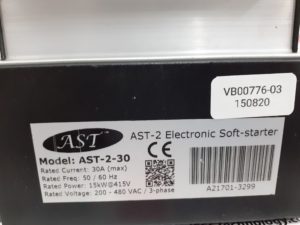 VB00776-03
150820
AST
AST-2 Electronic Soft-starter
Model: AST-2-30
Rated Current: 30A (max)
Rated Freq: 50 / 60 Hz
Rated Power: 15kW@415V
Rated Voltage: 200 - 480 VAC / 3-phase
CE
A21701-3299